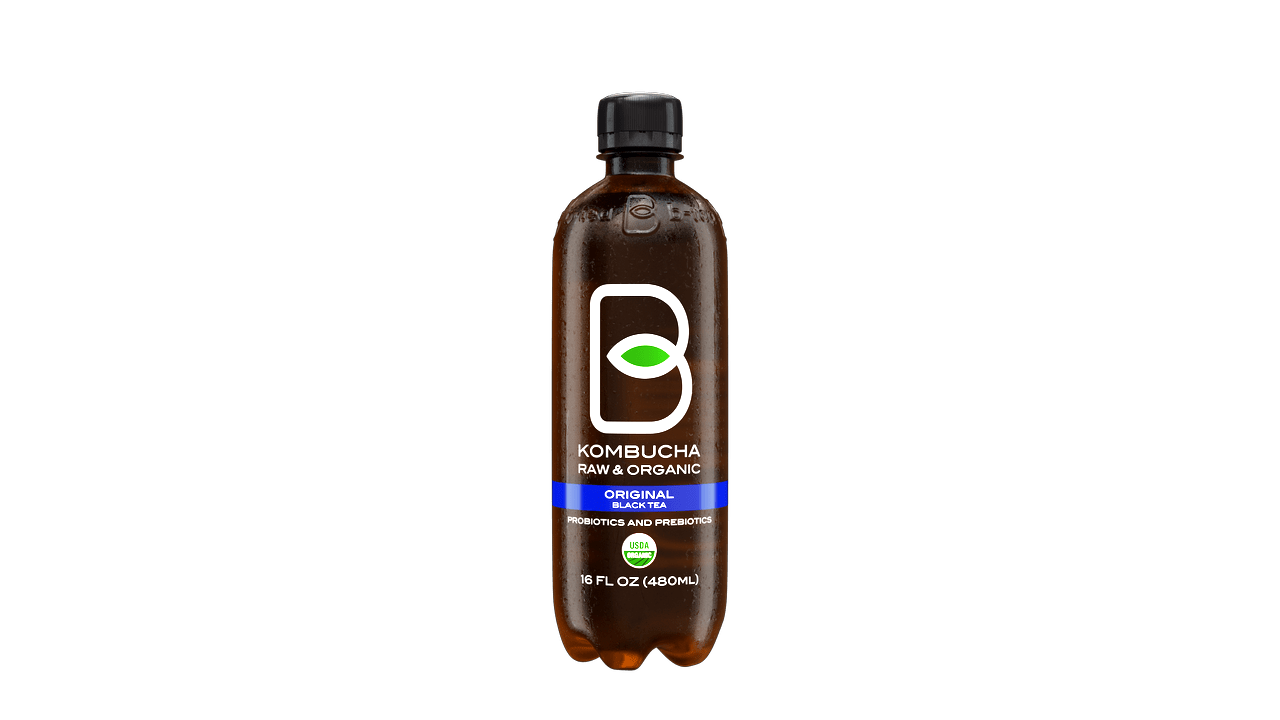 B
KOMBUCHA
RAW & ORGANIC
ORIGINAL
BLACK TEA
PROBIOTICS AND PREBIOTICS
USDA
ORGANIC
16 FL OZ (480ML)